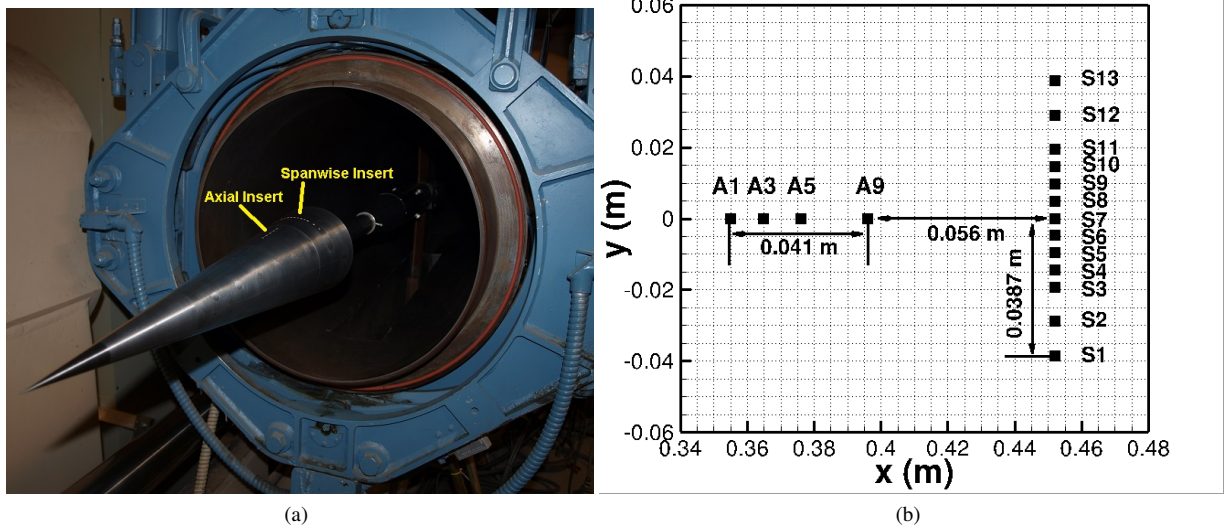 Spanwise Insert
Axial Insert
(a)
0.06
0.04
0.02
0
-0.02
-0.04
-0.06
y (m)
0.34
0.36
0.38
0.40
0.42
0.44
0.46
0.48
x (m)
A1
A3
A5
A9
0.041 m
0.056 m
0.0387 m
S13
S12
S11
S10
S9
S8
S7
S6
S5
S4
S3
S2
S1
(b)